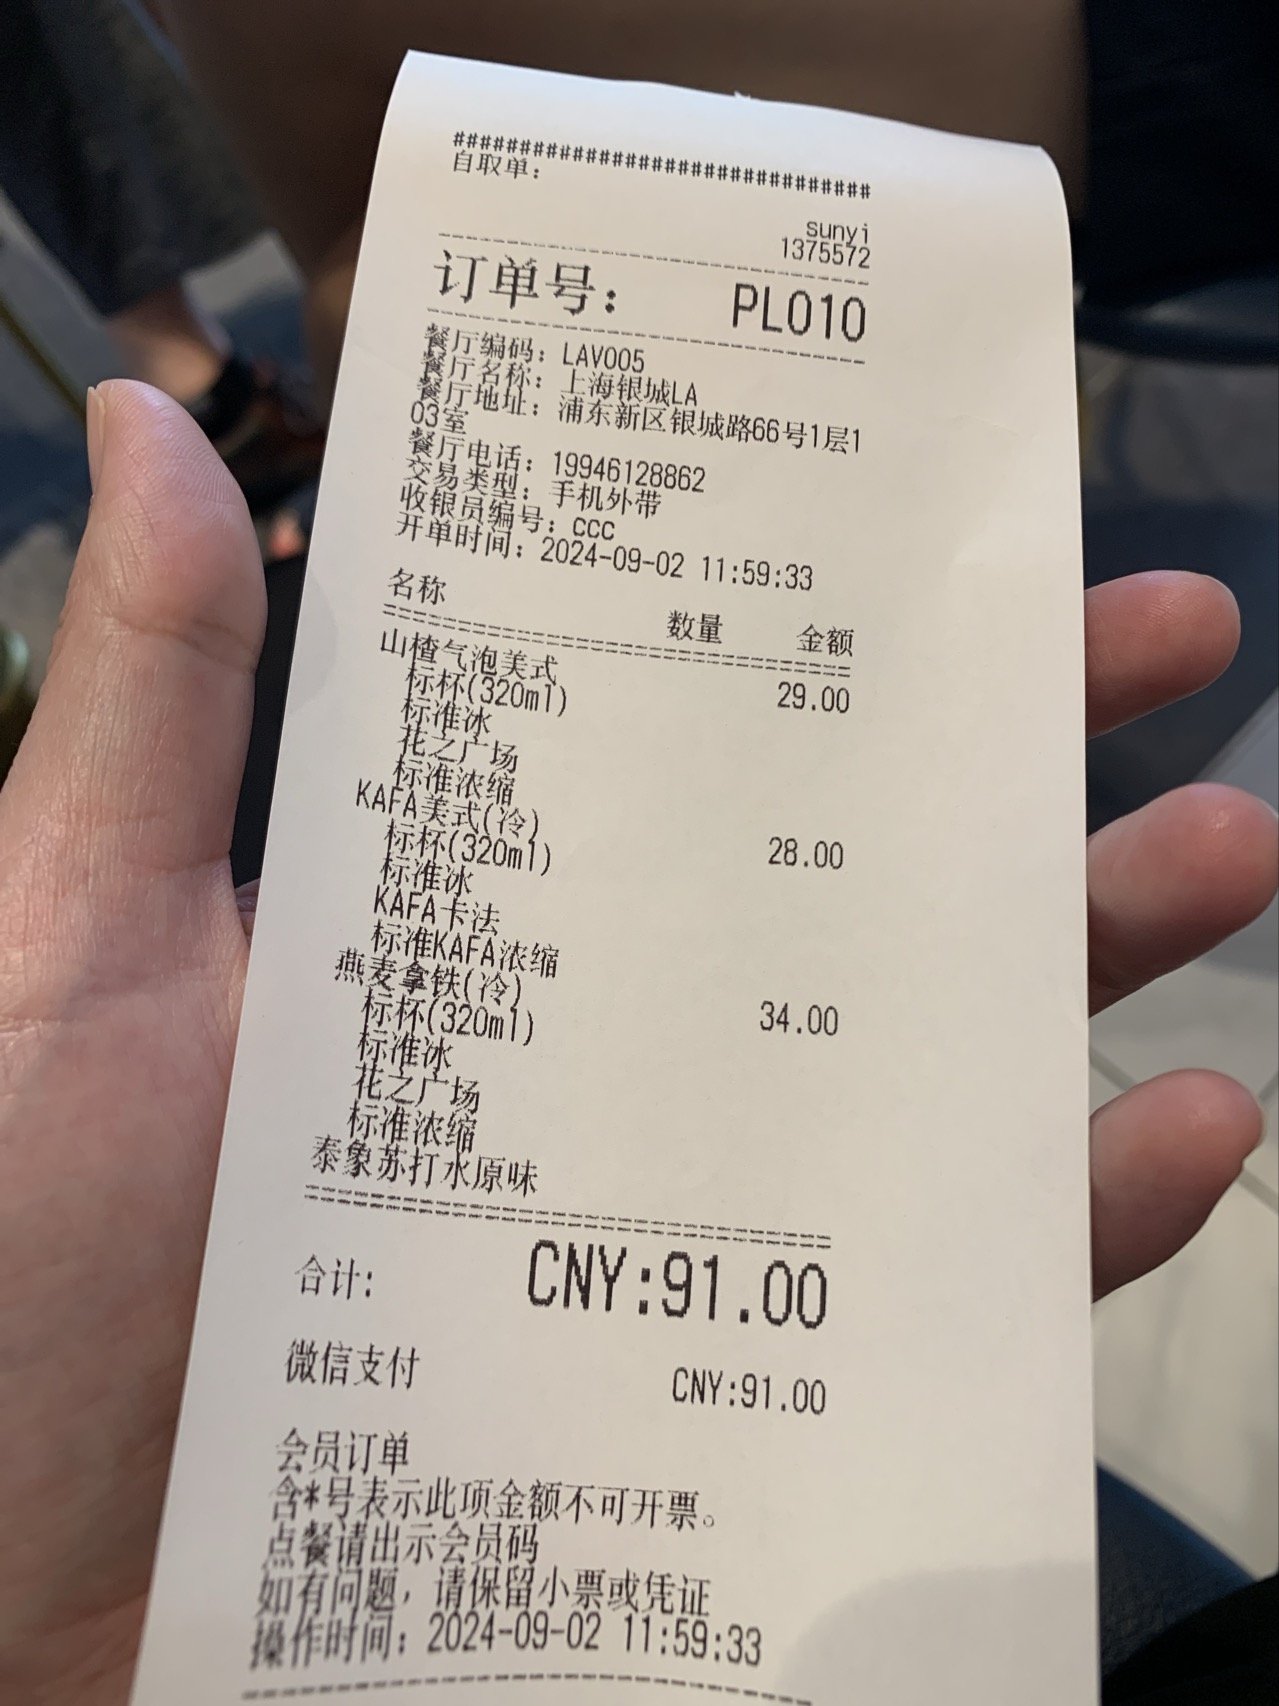 ################################
自取单：
sunyi
1375572
订单号： PL010
餐厅编码：LAV005
餐厅名称：上海银城LA
餐厅地址：浦东新区银城路66号1层1
03室
餐厅电话：19946128862
交易类型：手机外带
收银员编号：ccc
开单时间：2024-09-02 11:59:33
名称 数量 金额
山楂气泡美式
标杯(320ml) 29.00
标准冰
花之广场
标准浓缩
KAFA美式(冷)
标杯(320ml) 28.00
标准冰
KAFA卡法
标准KAFA浓缩
燕麦拿铁(冷)
标杯(320ml) 34.00
标准冰
花之广场
标准浓缩
泰象苏打水原味
合计: CNY:91.00
微信支付 CNY:91.00
会员订单
含*号表示此项金额不可开票。
点餐请出示会员码
如有问题，请保留小票或凭证
操作时间：2024-09-02 11:59:33